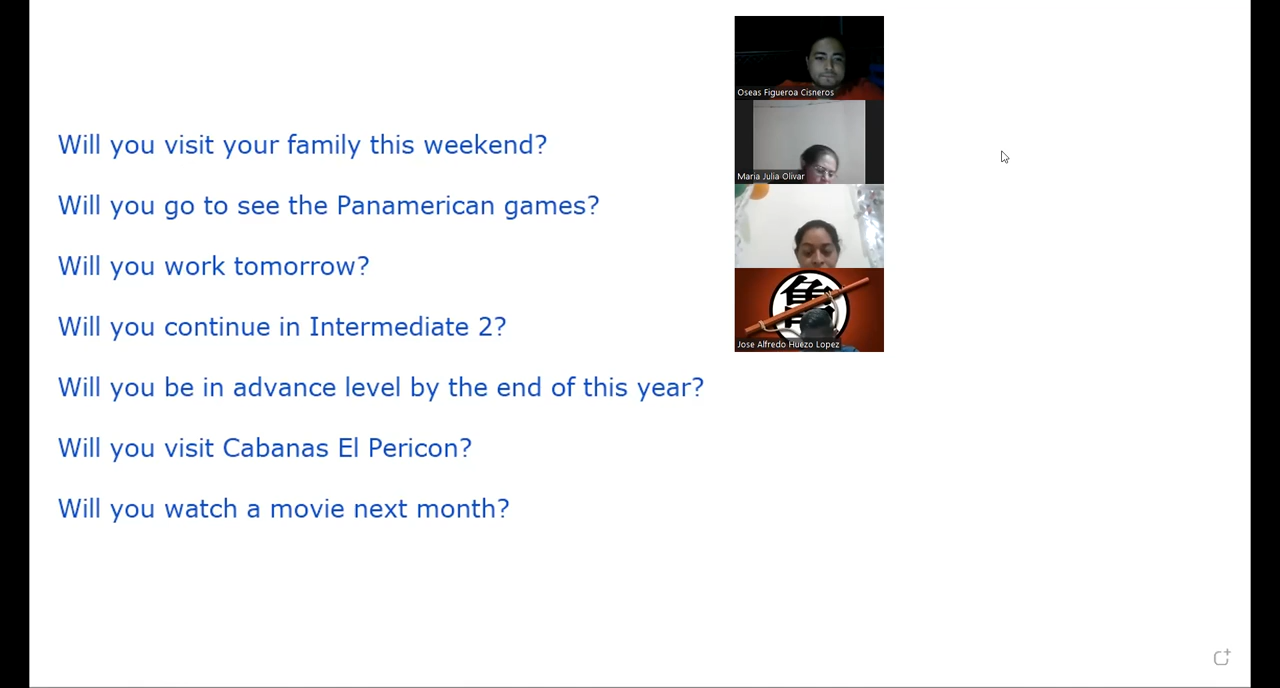 Will you visit your family this weekend?
Will you go to see the Panamerican games?
Will you work tomorrow?
Will you continue in Intermediate 2?
Will you be in advance level by the end of this year?
Will you visit Cabanas El Pericon?
Will you watch a movie next month?
Oseas Figueroa Cisneros
Maria Julia Olivar
亀
Jose Alfredo Huezo Lopez